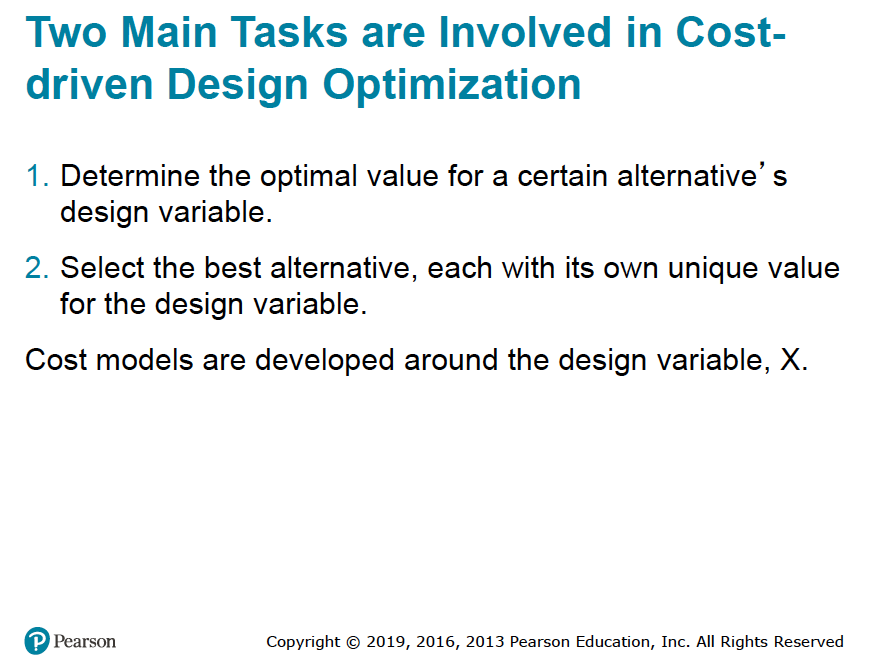 Two Main Tasks are Involved in Cost-
driven Design Optimization
1. Determine the optimal value for a certain alternative’s
design variable.
2. Select the best alternative, each with its own unique value
for the design variable.
Cost models are developed around the design variable, X.
Pearson
Copyright © 2019, 2016, 2013 Pearson Education, Inc. All Rights Reserved